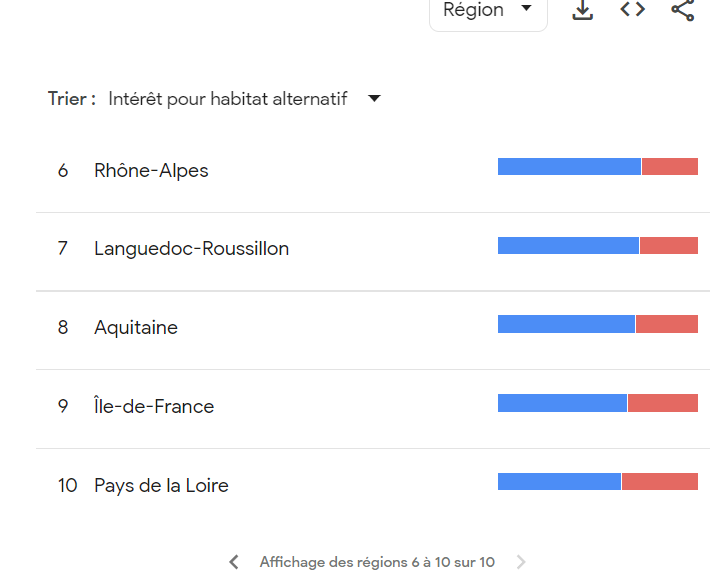 Région
Trier : Intérêt pour habitat alternatif
6 Rhône-Alpes
7 Languedoc-Roussillon
8 Aquitaine
9 Île-de-France
10 Pays de la Loire
Affichage des régions 6 à 10 sur 10